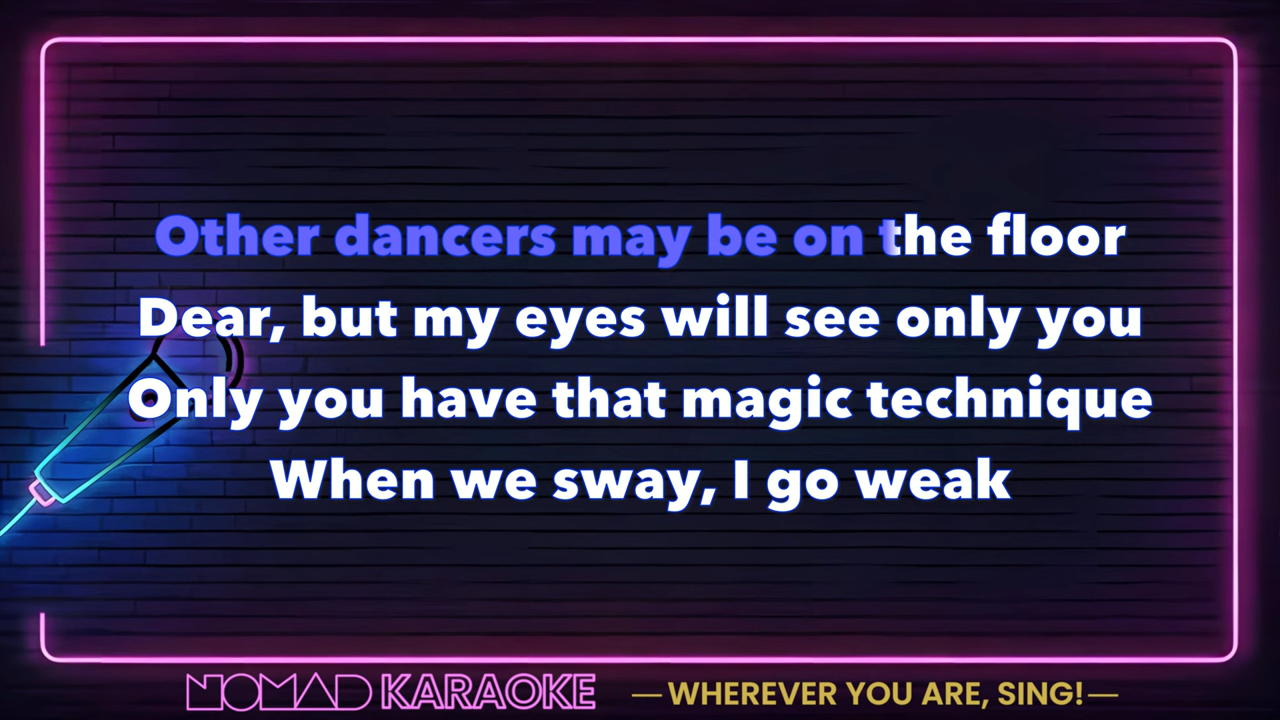 Other dancers may be on the floor
Dear, but my eyes will see only you
Only you have that magic technique
When we sway, I go weak
NOMAD KARAOKE — WHEREVER YOU ARE, SING! —